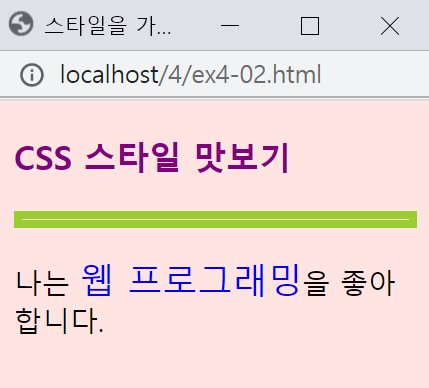 스타일을 가...
localhost/4/ex4-02.html
CSS 스타일 맛보기
나는 웹 프로그래밍을 좋아
합니다.